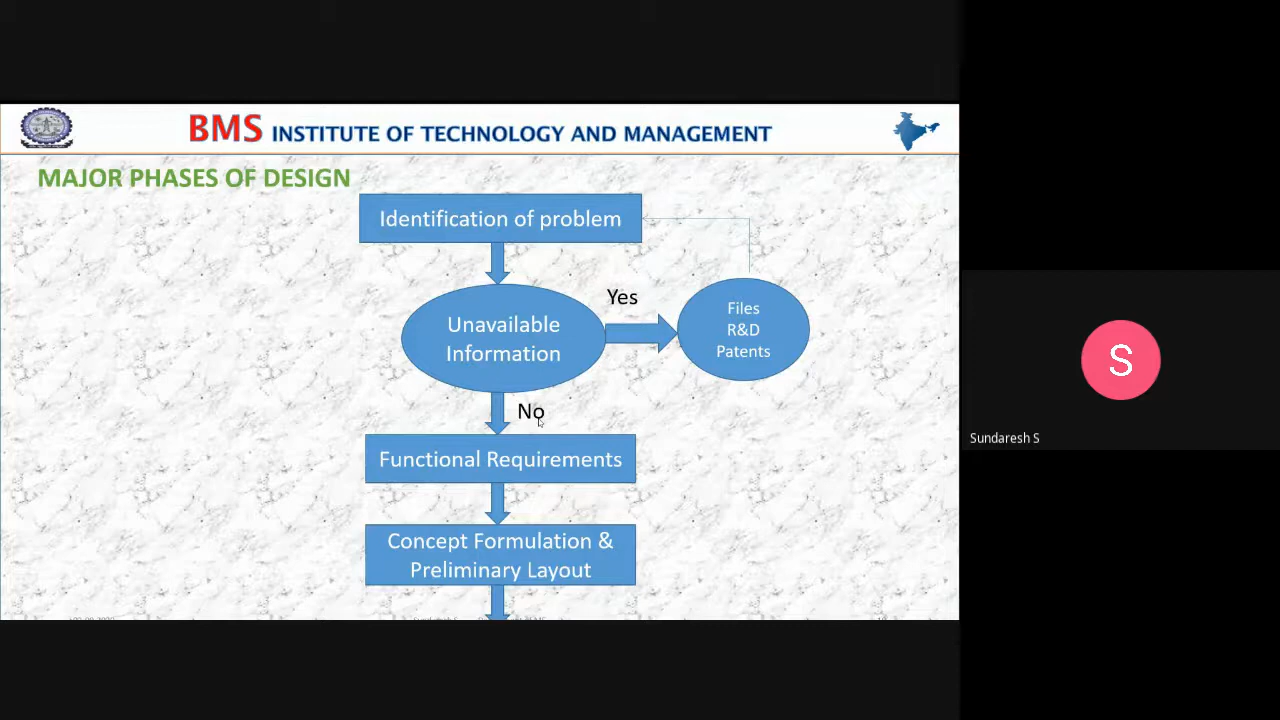 BMS INSTITUTE OF TECHNOLOGY AND MANAGEMENT
MAJOR PHASES OF DESIGN
Identification of problem
Yes
Unavailable
Information
Files
R&D
Patents
No
Functional Requirements
Concept Formulation &
Preliminary Layout
S
Sundaresh S